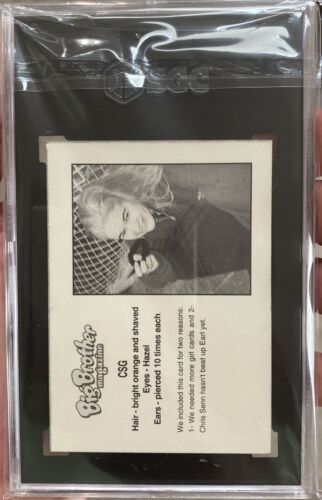 Big Brother
magazine
CSG
Hair - bright orange and shaved
Eyes - Hazel
Ears - pierced 10 times each
We included this card for two reasons:
1- We needed more girl cards and 2-
Chris Senn hasn't beat up Earl yet.
SGC